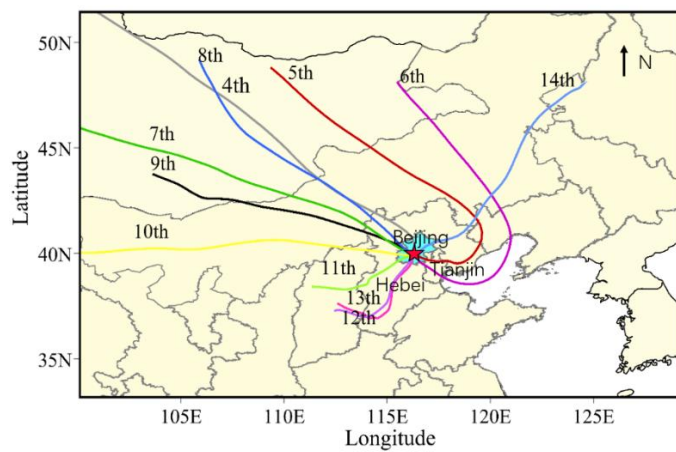 50N
8th
4th
5th
6th
14th
N
45N
7th
9th
Latitude
10th
Beijing
40N
Tianjin
11th
Hebei
13th
12th
35N
105E
110E
115E
120E
125E
Longitude